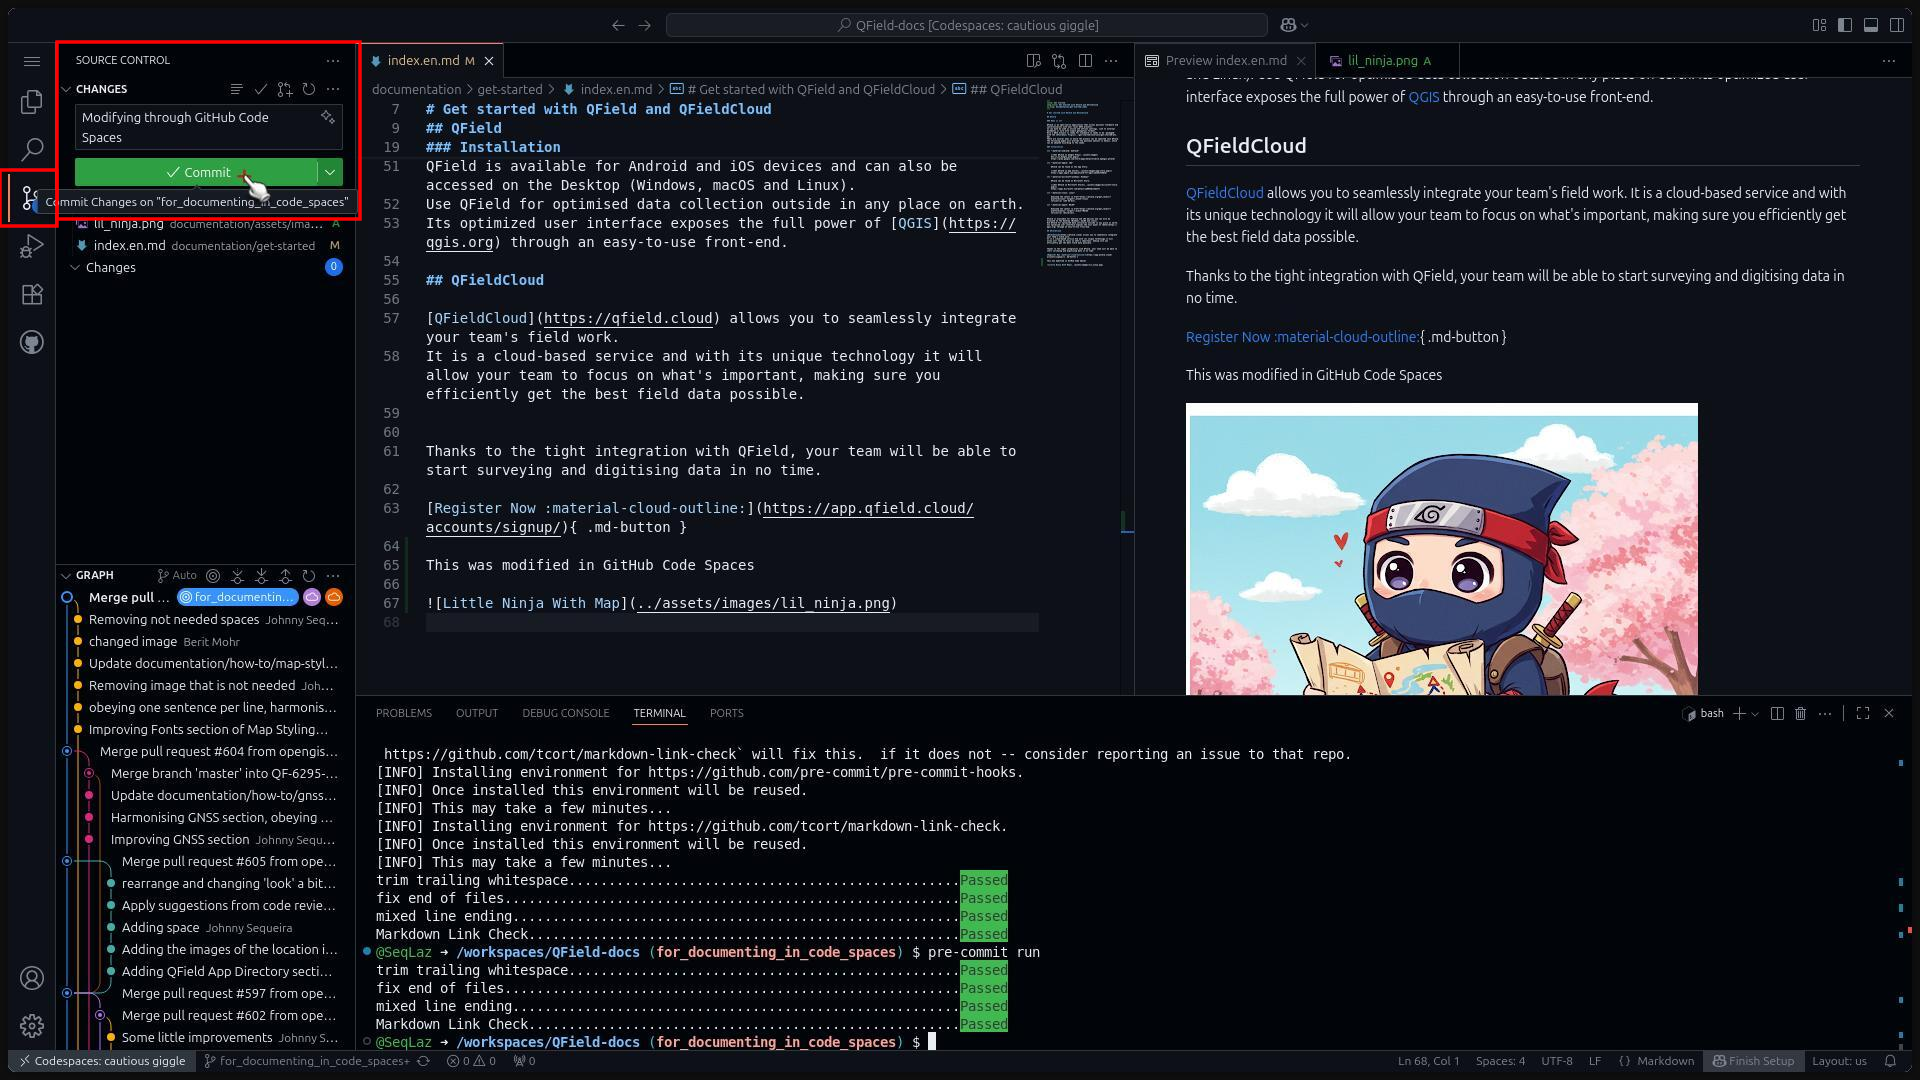 QField-docs [Codespaces: cautious giggle]
SOURCE CONTROL
CHANGES
Modifying through GitHub Code
Spaces
Commit
Commit Changes on "for_documenting_in_code_spaces"
lil_ninja.png documentation/assets/ima... A
index.en.md documentation/get-started M
Changes 0
GRAPH Auto
Merge pull ... for_documentin...
Removing not needed spaces Johnny Seq...
changed image Berit Mohr
Update documentation/how-to/map-styl...
Removing image that is not needed Joh...
obeying one sentence per line, harmonis...
Improving Fonts section of Map Styling...
Merge pull request #604 from opengis...
Merge branch 'master' into QF-6295-...
Update documentation/how-to/gnss...
Harmonising GNSS section, obeying ...
Improving GNSS section Johnny Sequ...
Merge pull request #605 from ope...
rearrange and changing 'look' a bit...
Apply suggestions from code revie...
Adding space Johnny Sequeira
Adding the images of the location i...
Adding QField App Directory secti...
Merge pull request #597 from ope...
Merge pull request #602 from ope...
Some little improvements Johnny S...
index.en.md M
documentation > get-started > index.en.md > # Get started with QField and QFieldCloud > ## QFieldCloud
7 # Get started with QField and QFieldCloud
9 ## QField
19 ### Installation
51 QField is available for Android and iOS devices and can also be
accessed on the Desktop (Windows, macOS and Linux).
52 Use QField for optimised data collection outside in any place on earth.
53 Its optimized user interface exposes the full power of [QGIS](https://
qgis.org) through an easy-to-use front-end.
54
55 ## QFieldCloud
56
57 [QFieldCloud](https://qfield.cloud) allows you to seamlessly integrate
your team's field work.
58 It is a cloud-based service and with its unique technology it will
allow your team to focus on what's important, making sure you
efficiently get the best field data possible.
59
60
61 Thanks to the tight integration with QField, your team will be able to
start surveying and digitising data in no time.
62
63 [Register Now :material-cloud-outline:](https://app.qfield.cloud/
accounts/signup/){ .md-button }
64
65 This was modified in GitHub Code Spaces
66
67 ![Little Ninja With Map](../assets/images/lil_ninja.png)
68
Preview index.en.md
lil_ninja.png A
interface exposes the full power of QGIS through an easy-to-use front-end.
QFieldCloud
QFieldCloud allows you to seamlessly integrate your team's field work. It is a cloud-based service and with
its unique technology it will allow your team to focus on what's important, making sure you efficiently get
the best field data possible.
Thanks to the tight integration with QField, your team will be able to start surveying and digitising data in
no time.
Register Now :material-cloud-outline:{ .md-button }
This was modified in GitHub Code Spaces
PROBLEMS OUTPUT DEBUG CONSOLE TERMINAL PORTS
bash
https://github.com/tcort/markdown-link-check` will fix this.  if it does not -- consider reporting an issue to that repo.
[INFO] Installing environment for https://github.com/pre-commit/pre-commit-hooks.
[INFO] Once installed this environment will be reused.
[INFO] This may take a few minutes...
[INFO] Installing environment for https://github.com/tcort/markdown-link-check.
[INFO] Once installed this environment will be reused.
[INFO] This may take a few minutes...
trim trailing whitespace.................................................Passed
fix end of files.........................................................Passed
mixed line ending........................................................Passed
Markdown Link Check......................................................Passed
@SeqLaz ➜ /workspaces/QField-docs (for_documenting_in_code_spaces) $ pre-commit run
trim trailing whitespace.................................................Passed
fix end of files.........................................................Passed
mixed line ending........................................................Passed
Markdown Link Check......................................................Passed
@SeqLaz ➜ /workspaces/QField-docs (for_documenting_in_code_spaces) $
Codespaces: cautious giggle for_documenting_in_code_spaces+ 0 0 0 Ln 68, Col 1 Spaces: 4 UTF-8 LF {} Markdown Finish Setup Layout: us